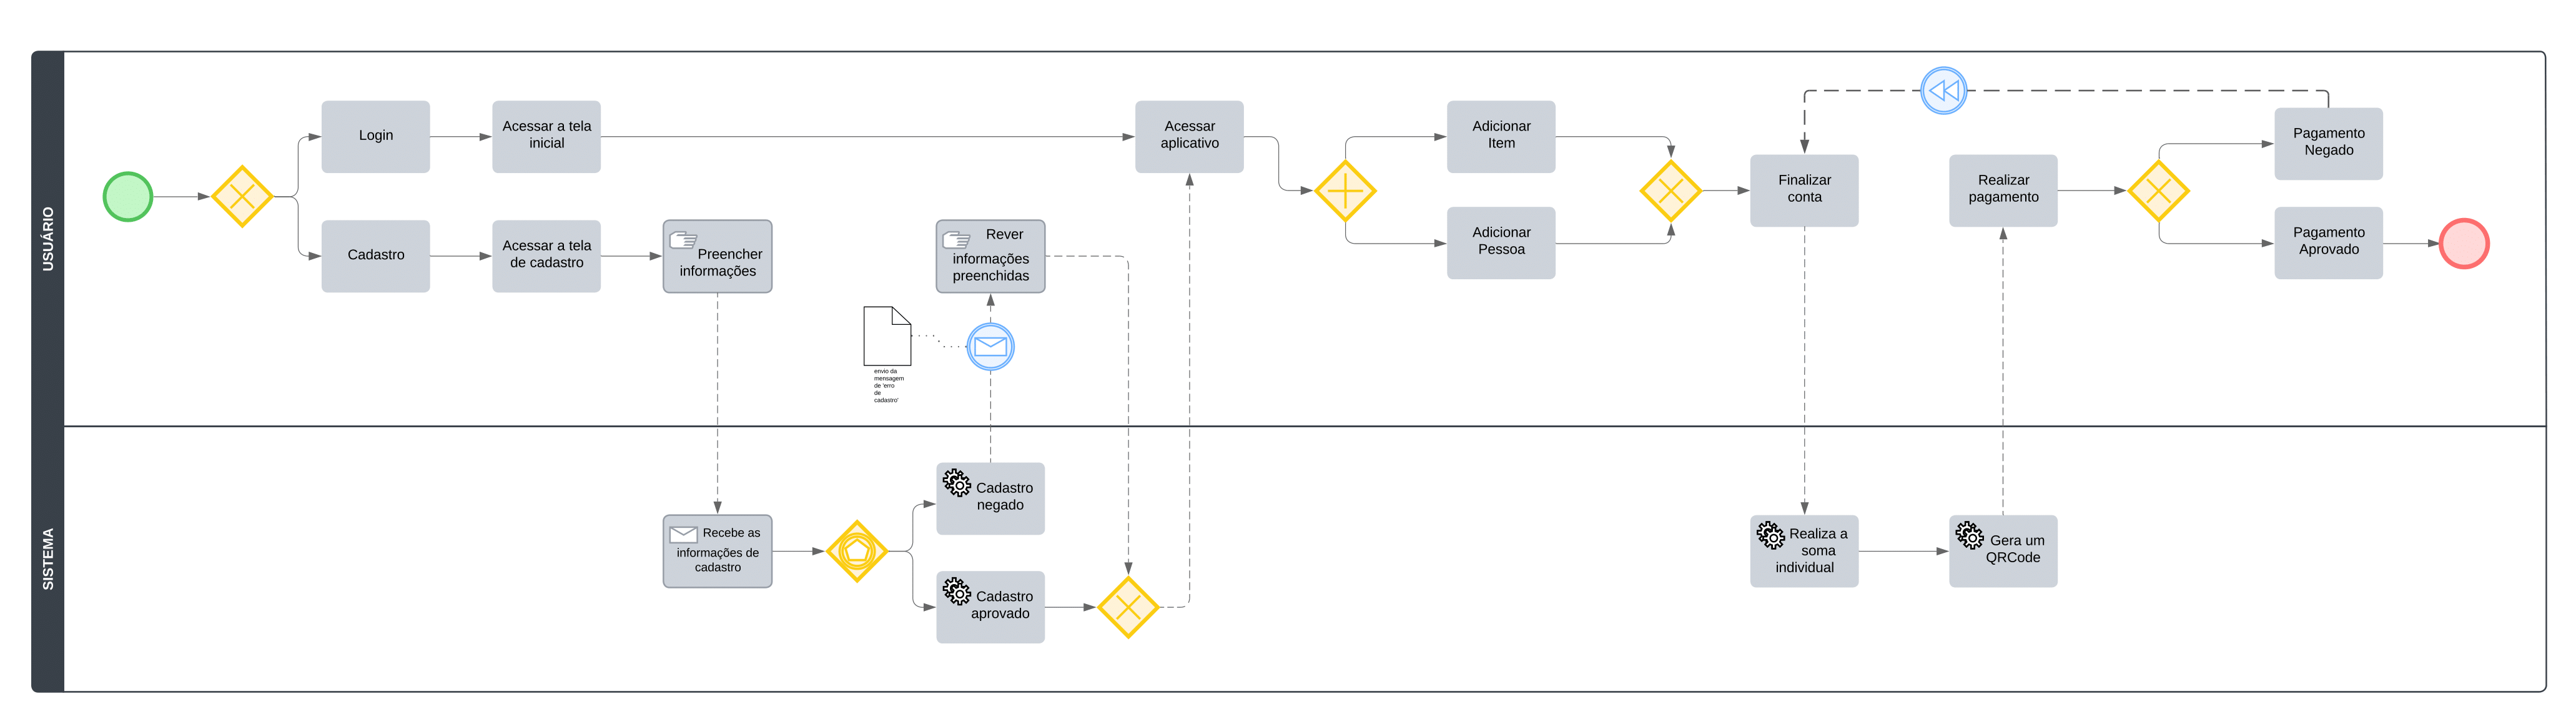 USUÁRIO
Login
Acessar a tela
inicial
Cadastro
Acessar a tela
de cadastro
Preencher
informações
Rever
informações
preenchidas
envio da
mensagem
de 'erro
de
cadastro'
Acessar
aplicativo
Adicionar
Item
Adicionar
Pessoa
Finalizar
conta
Realizar
pagamento
Pagamento
Negado
Pagamento
Aprovado
SISTEMA
Recebe as
informações de
cadastro
Cadastro
negado
Cadastro
aprovado
Realiza a
soma
individual
Gera um
QRCode